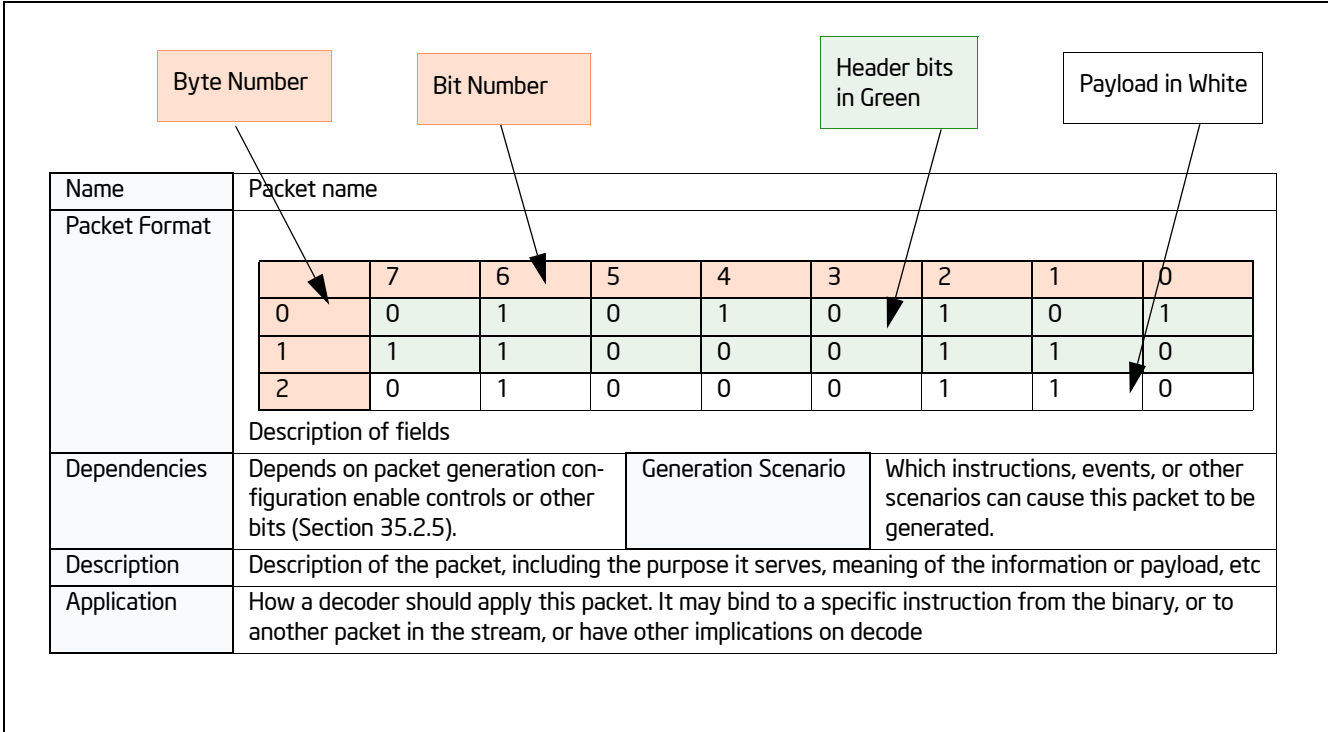 Byte Number
Bit Number
Header bits
in Green
Payload in White
Name
Packet name
Packet Format
7 6 5 4 3 2 1 0
0 0 1 0 1 0 1 0 1
1 1 1 0 0 0 1 1 0
2 0 1 0 0 0 1 1 0
Description of fields
Dependencies
Depends on packet generation con-
figuration enable controls or other
bits (Section 35.2.5).
Generation Scenario
Which instructions, events, or other
scenarios can cause this packet to be
generated.
Description
Description of the packet, including the purpose it serves, meaning of the information or payload, etc
Application
How a decoder should apply this packet. It may bind to a specific instruction from the binary, or to
another packet in the stream, or have other implications on decode